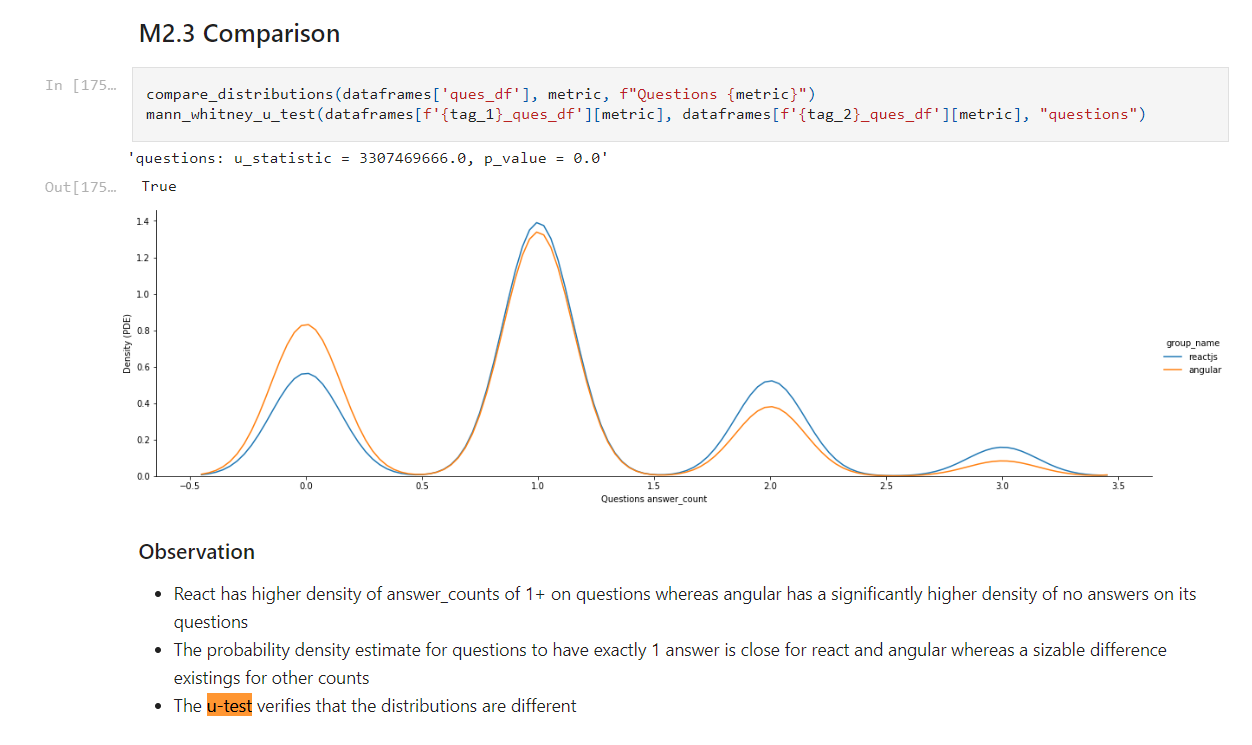 M2.3 Comparison
In [175…
compare_distributions(dataframes['ques_df'], metric, f"Questions {metric}")
mann_whitney_u_test(dataframes[f'{tag_1}_ques_df'][metric], dataframes[f'{tag_2}_ques_df'][metric], "questions")
'questions: u_statistic = 3307469666.0, p_value = 0.0'
Out[175… True
1.4
1.2
1.0
0.8
0.6
0.4
0.2
0.0
Density (PDE)
−0.5 0.0 0.5 1.0 1.5 2.0 2.5 3.0 3.5
Questions answer_count
group_name
reactjs
angular
Observation
• React has higher density of answer_counts of 1+ on questions whereas angular has a significantly higher density of no answers on its
questions
• The probability density estimate for questions to have exactly 1 answer is close for react and angular whereas a sizable difference
existings for other counts
• The u-test verifies that the distributions are different